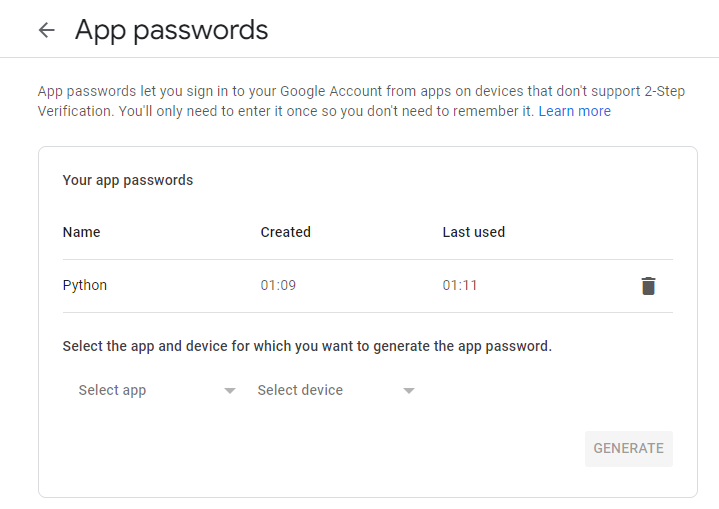 App passwords
App passwords let you sign in to your Google Account from apps on devices that don't support 2-Step
Verification. You'll only need to enter it once so you don't need to remember it. Learn more
Your app passwords
Name Created Last used
Python 01:09 01:11
Select the app and device for which you want to generate the app password.
Select app Select device
GENERATE